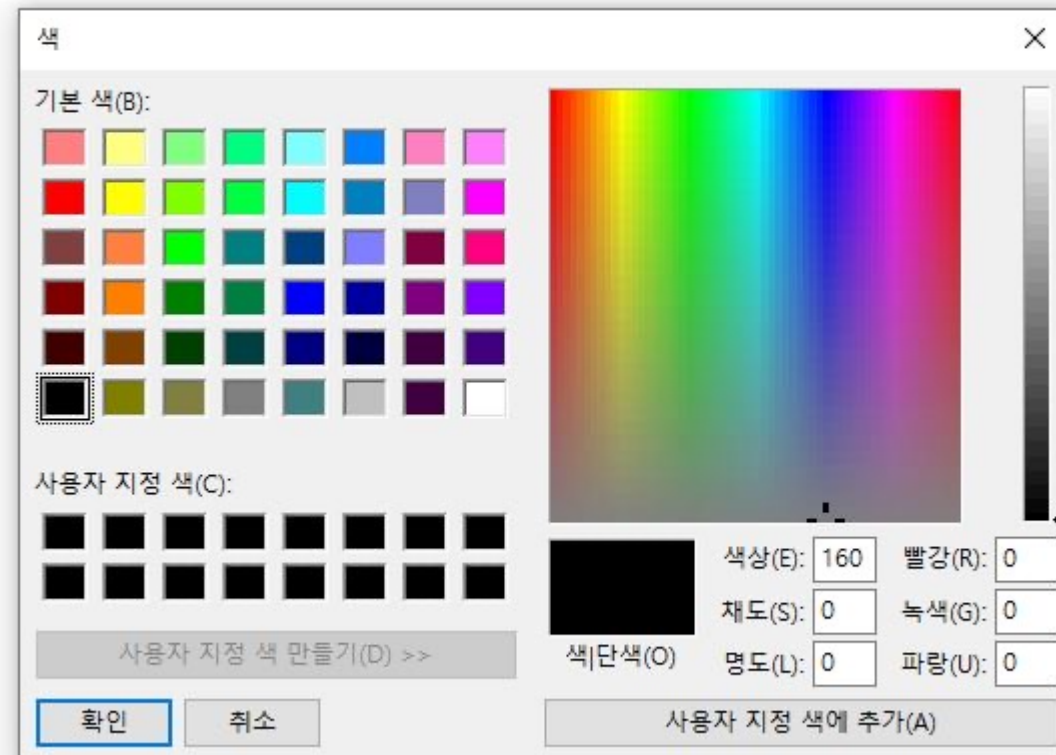 색
기본 색(B):
사용자 지정 색(C):
사용자 지정 색 만들기(D) >>
확인 취소
색상(E): 160 빨강(R): 0
채도(S): 0 녹색(G): 0
색|단색(O) 명도(L): 0 파랑(U): 0
사용자 지정 색에 추가(A)